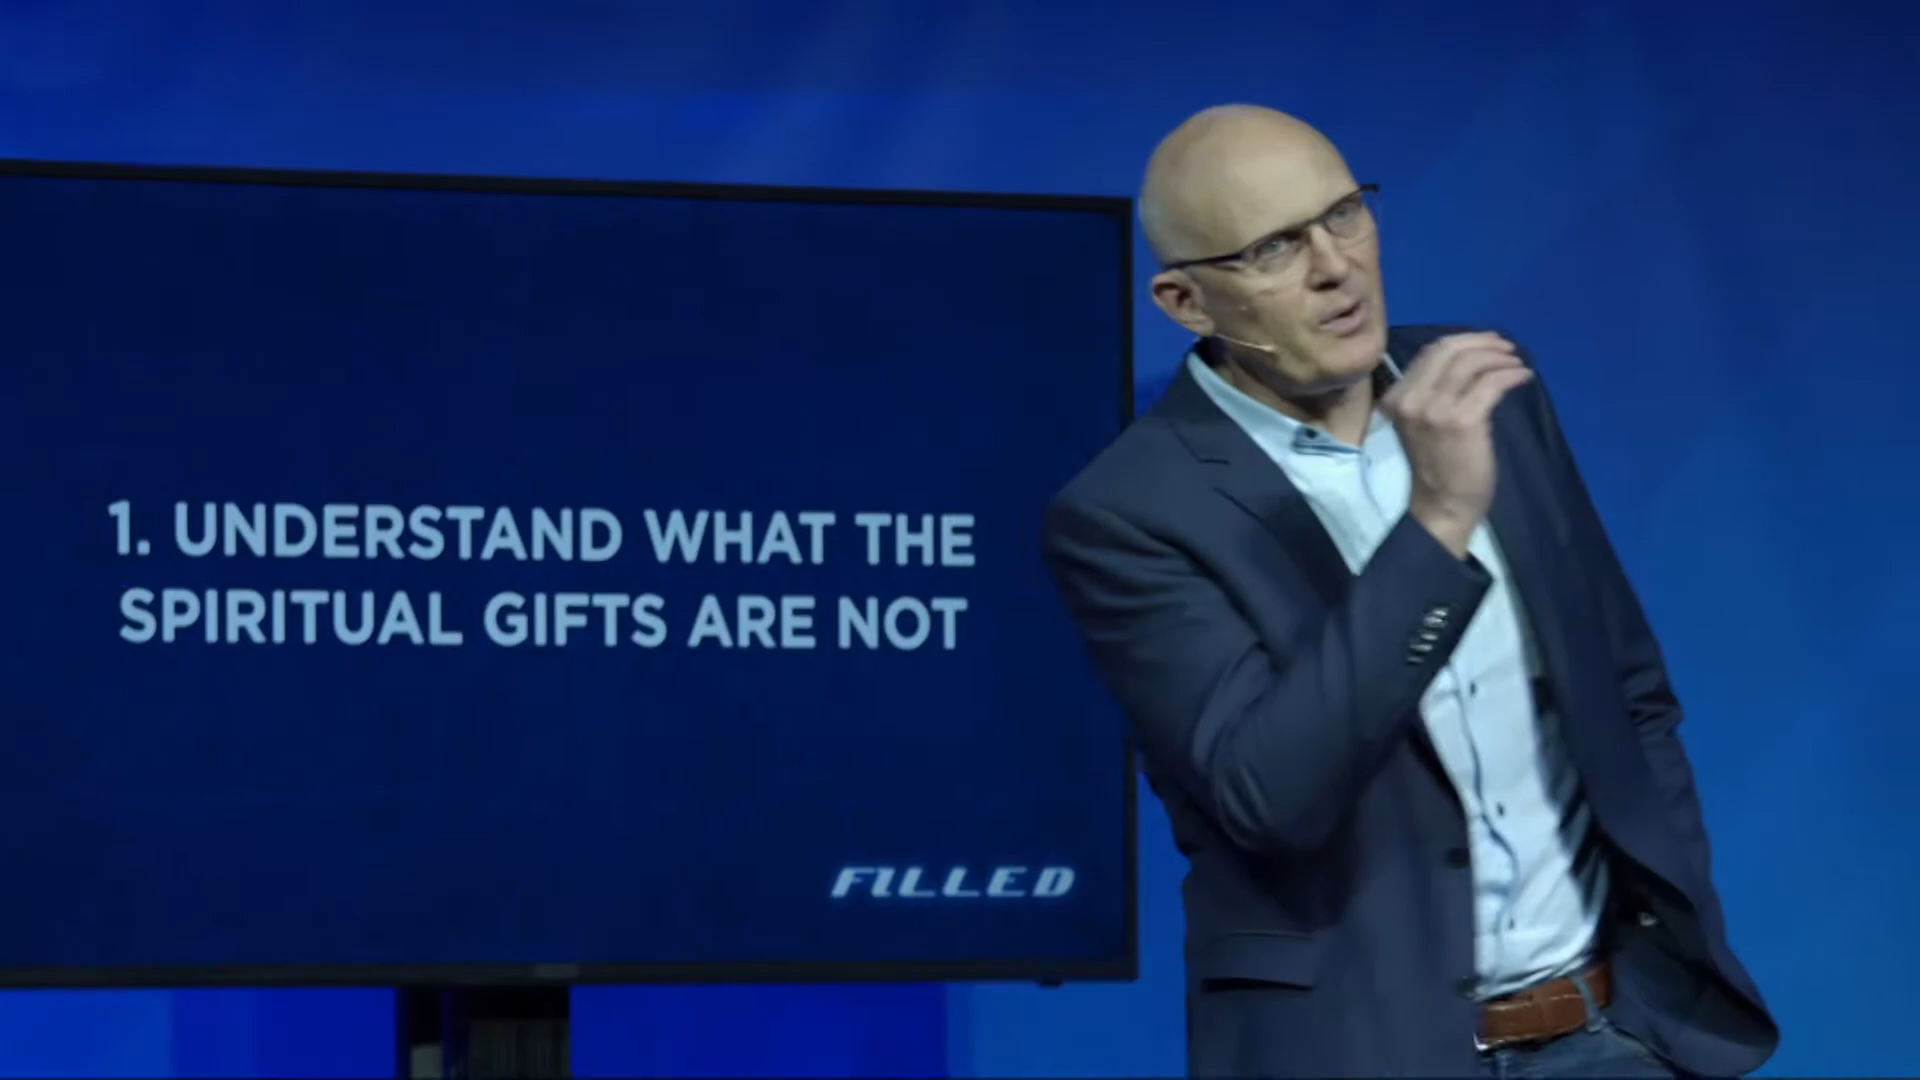 1. UNDERSTAND WHAT THE
SPIRITUAL GIFTS ARE NOT
FILLED